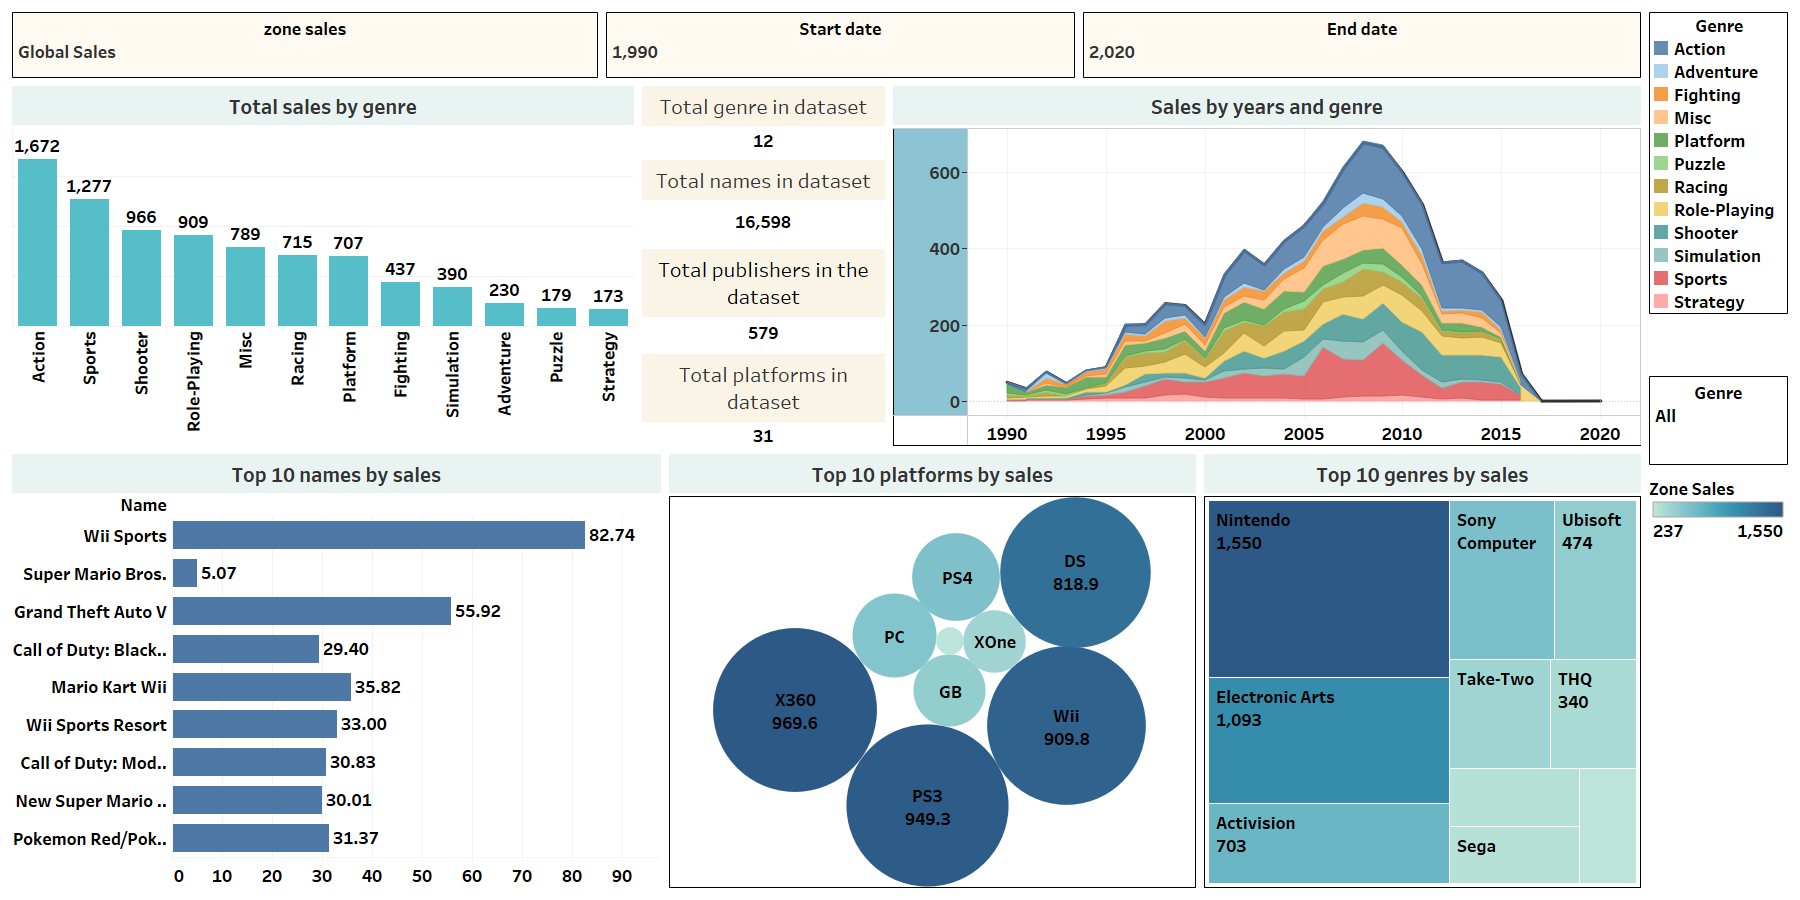 zone sales
Global Sales
Start date
1,990
End date
2,020
Genre
Action
Adventure
Fighting
Misc
Platform
Puzzle
Racing
Role-Playing
Shooter
Simulation
Sports
Strategy
Total sales by genre
1,672
1,277
966
909
789
715
707
437
390
230
179
173
Action
Sports
Shooter
Role-Playing
Misc
Racing
Platform
Fighting
Simulation
Adventure
Puzzle
Strategy
Total genre in dataset
12
Total names in dataset
16,598
Total publishers in the
dataset
579
Total platforms in
dataset
31
Sales by years and genre
600
400
200
0
1990
1995
2000
2005
2010
2015
2020
Genre
All
Zone Sales
237
1,550
Top 10 names by sales
Name
Wii Sports
82.74
Super Mario Bros.
5.07
Grand Theft Auto V
55.92
Call of Duty: Black..
29.40
Mario Kart Wii
35.82
Wii Sports Resort
33.00
Call of Duty: Mod..
30.83
New Super Mario ..
30.01
Pokemon Red/Pok..
31.37
0
10
20
30
40
50
60
70
80
90
Top 10 platforms by sales
DS
818.9
PS4
PC
XOne
GB
X360
969.6
Wii
909.8
PS3
949.3
Top 10 genres by sales
Nintendo
1,550
Electronic Arts
1,093
Activision
703
Sony
Computer
Ubisoft
474
Take-Two
THQ
340
Sega